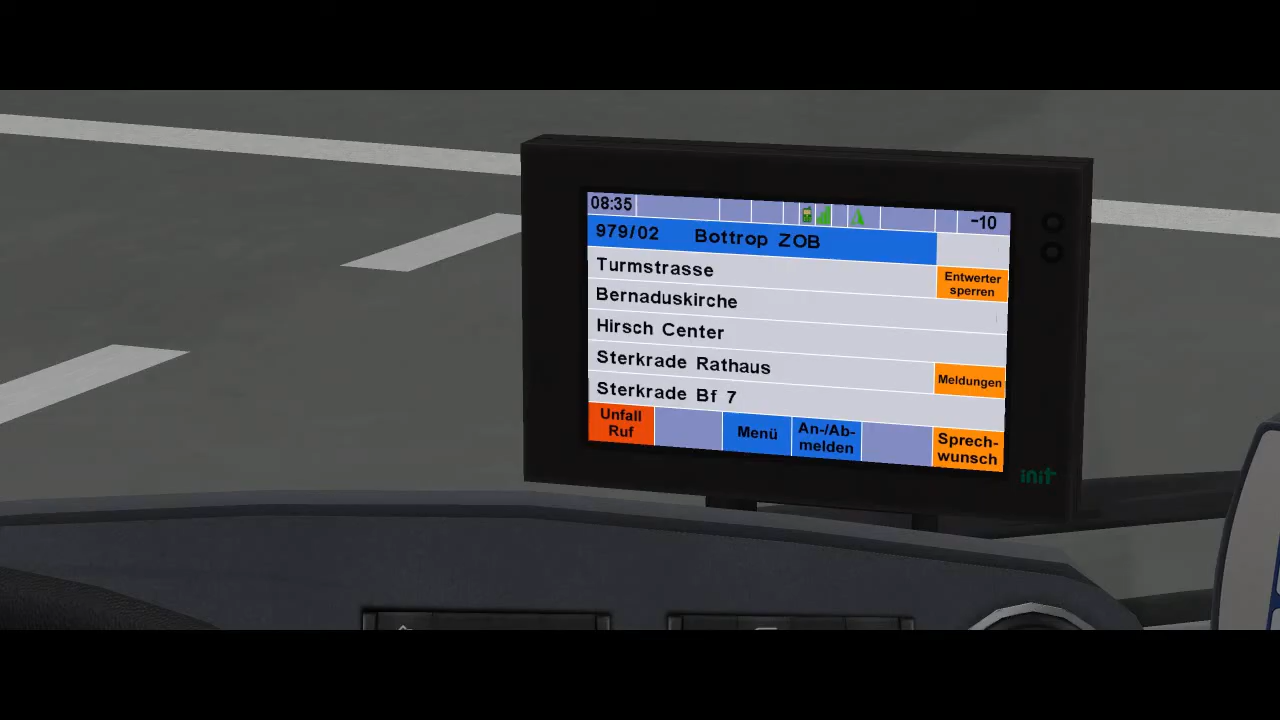 08:35
-10
979/02 Bottrop ZOB
Turmstrasse
Entwerter
sperren
Bernaduskirche
Hirsch Center
Sterkrade Rathaus
Meldungen
Sterkrade Bf 7
Unfall
Ruf
Menü
An-/Ab-
melden
Sprech-
wunsch
init